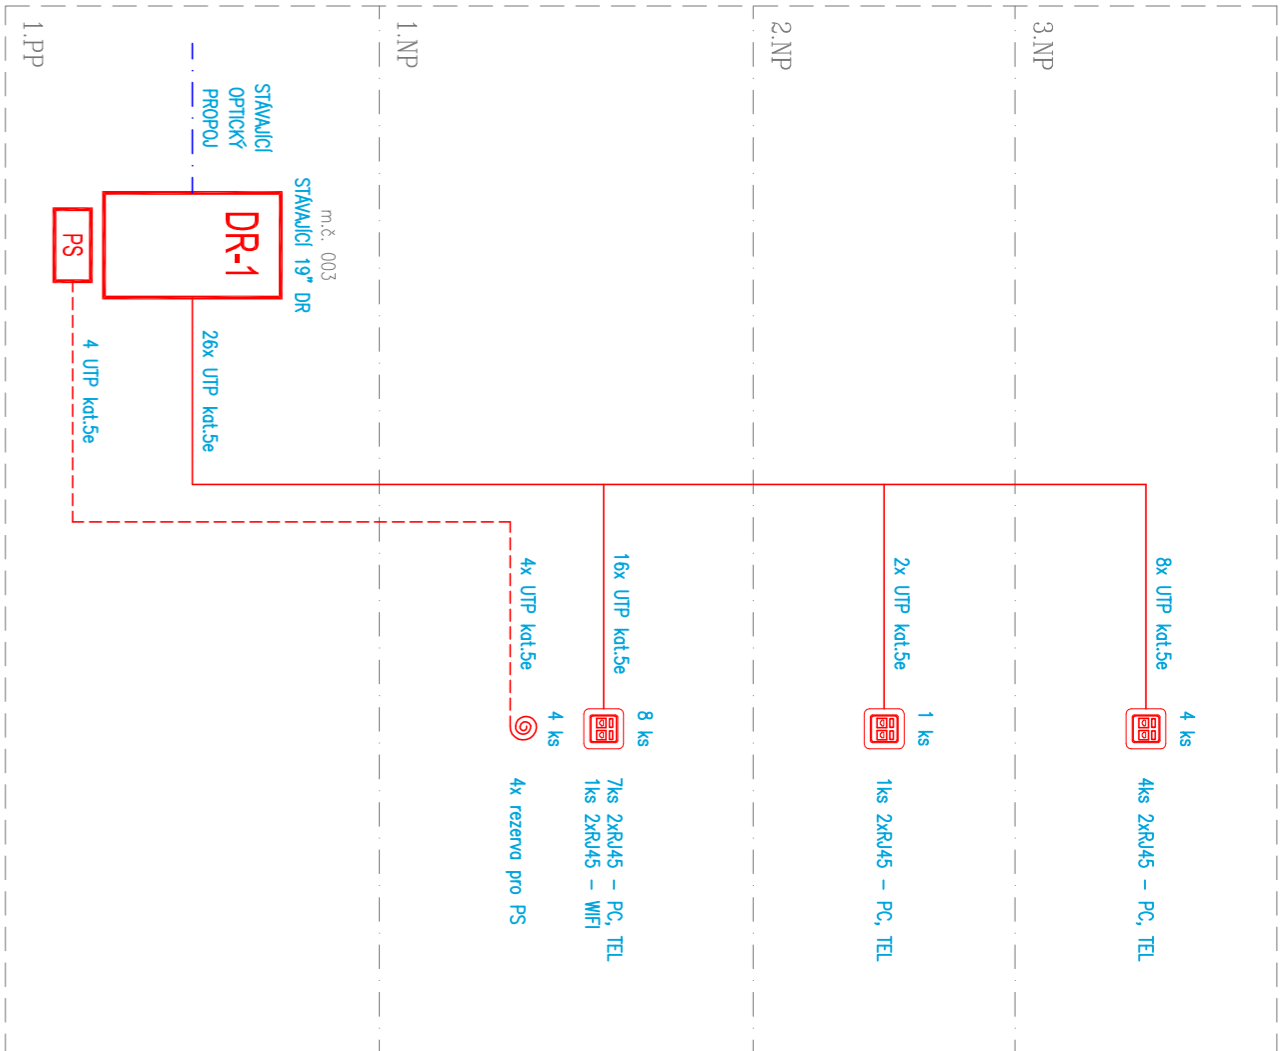 3.NP
8x UTP kat.5e
4 ks
4ks 2xRJ45 – PC, TEL
2.NP
2x UTP kat.5e
1 ks
1ks 2xRJ45 – PC, TEL
1.NP
16x UTP kat.5e
8 ks
7ks 2xRJ45 – PC, TEL
1ks 2xRJ45 – WIFI
4x UTP kat.5e
4 ks
4x rezerva pro PS
1.PP
STÁVAJÍCÍ
OPTICKÝ
PROPOJ
m.č. 003
STÁVAJÍCÍ 19" DR
DR-1
26x UTP kat.5e
PS
4 UTP kat.5e